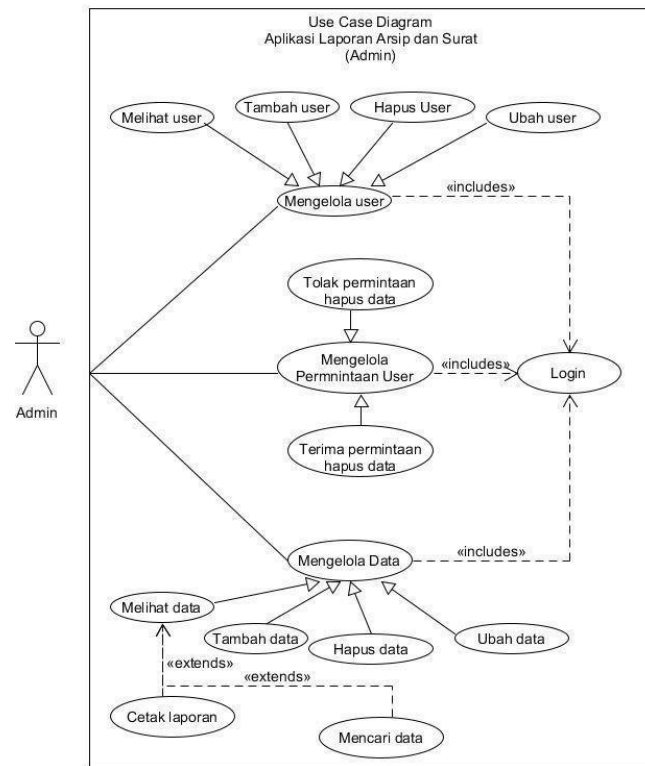 Use Case Diagram
Aplikasi Laporan Arsip dan Surat
(Admin)
Melihat user
Tambah user
Hapus User
Ubah user
Mengelola user
«includes»
Tolak permintaan
hapus data
Mengelola
Permnintaan User
«includes»
Login
Admin
Terima permintaan
hapus data
Mengelola Data
«includes»
Melihat data
Tambah data
Hapus data
Ubah data
«extends»
«extends»
Cetak laporan
Mencari data